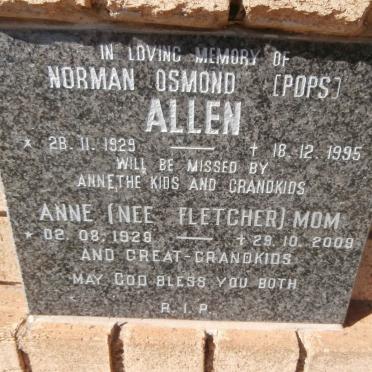 IN LOVING MEMORY OF
NORMAN OSMOND [POPS]
ALLEN
* 28.11.1929 — † 18.12.1995
WILL BE MISSED BY
ANNE,THE KIDS AND GRANDKIDS
ANNE (NEE FLETCHER) MOM
* 02.08.1929 — † 29.10.2009
AND GREAT-GRANDKIDS
MAY GOD BLESS YOU BOTH
R.I.P.